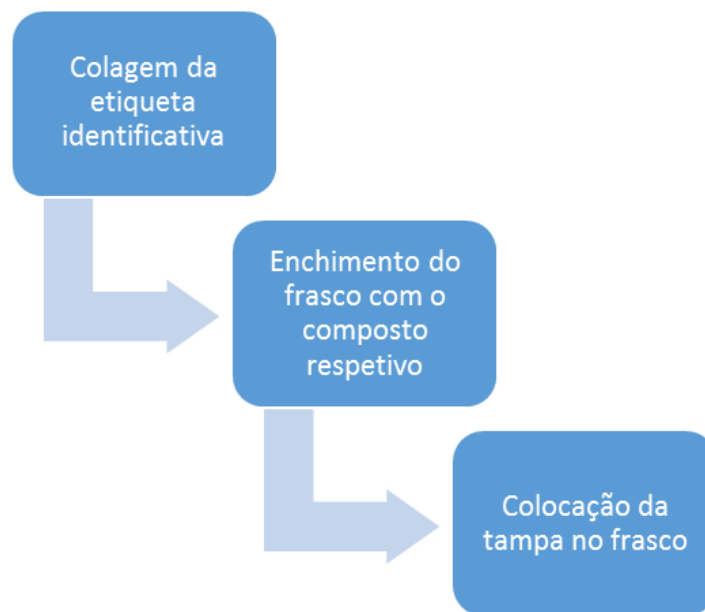 Colagem da
etiqueta
identificativa
Enchimento do
frasco com o
composto
respetivo
Colocação da
tampa no frasco